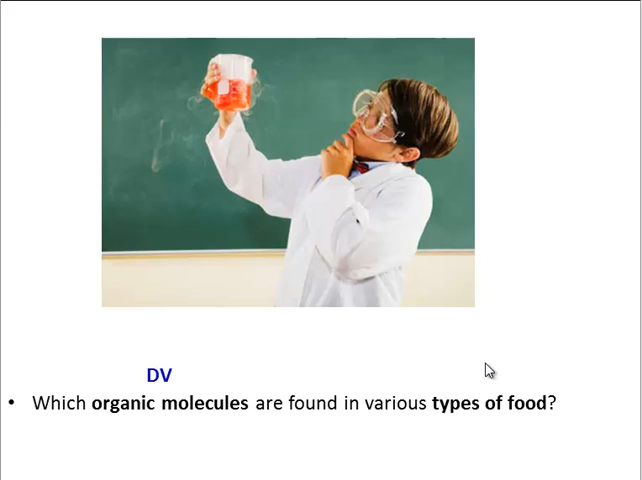 DV
• Which organic molecules are found in various types of food?